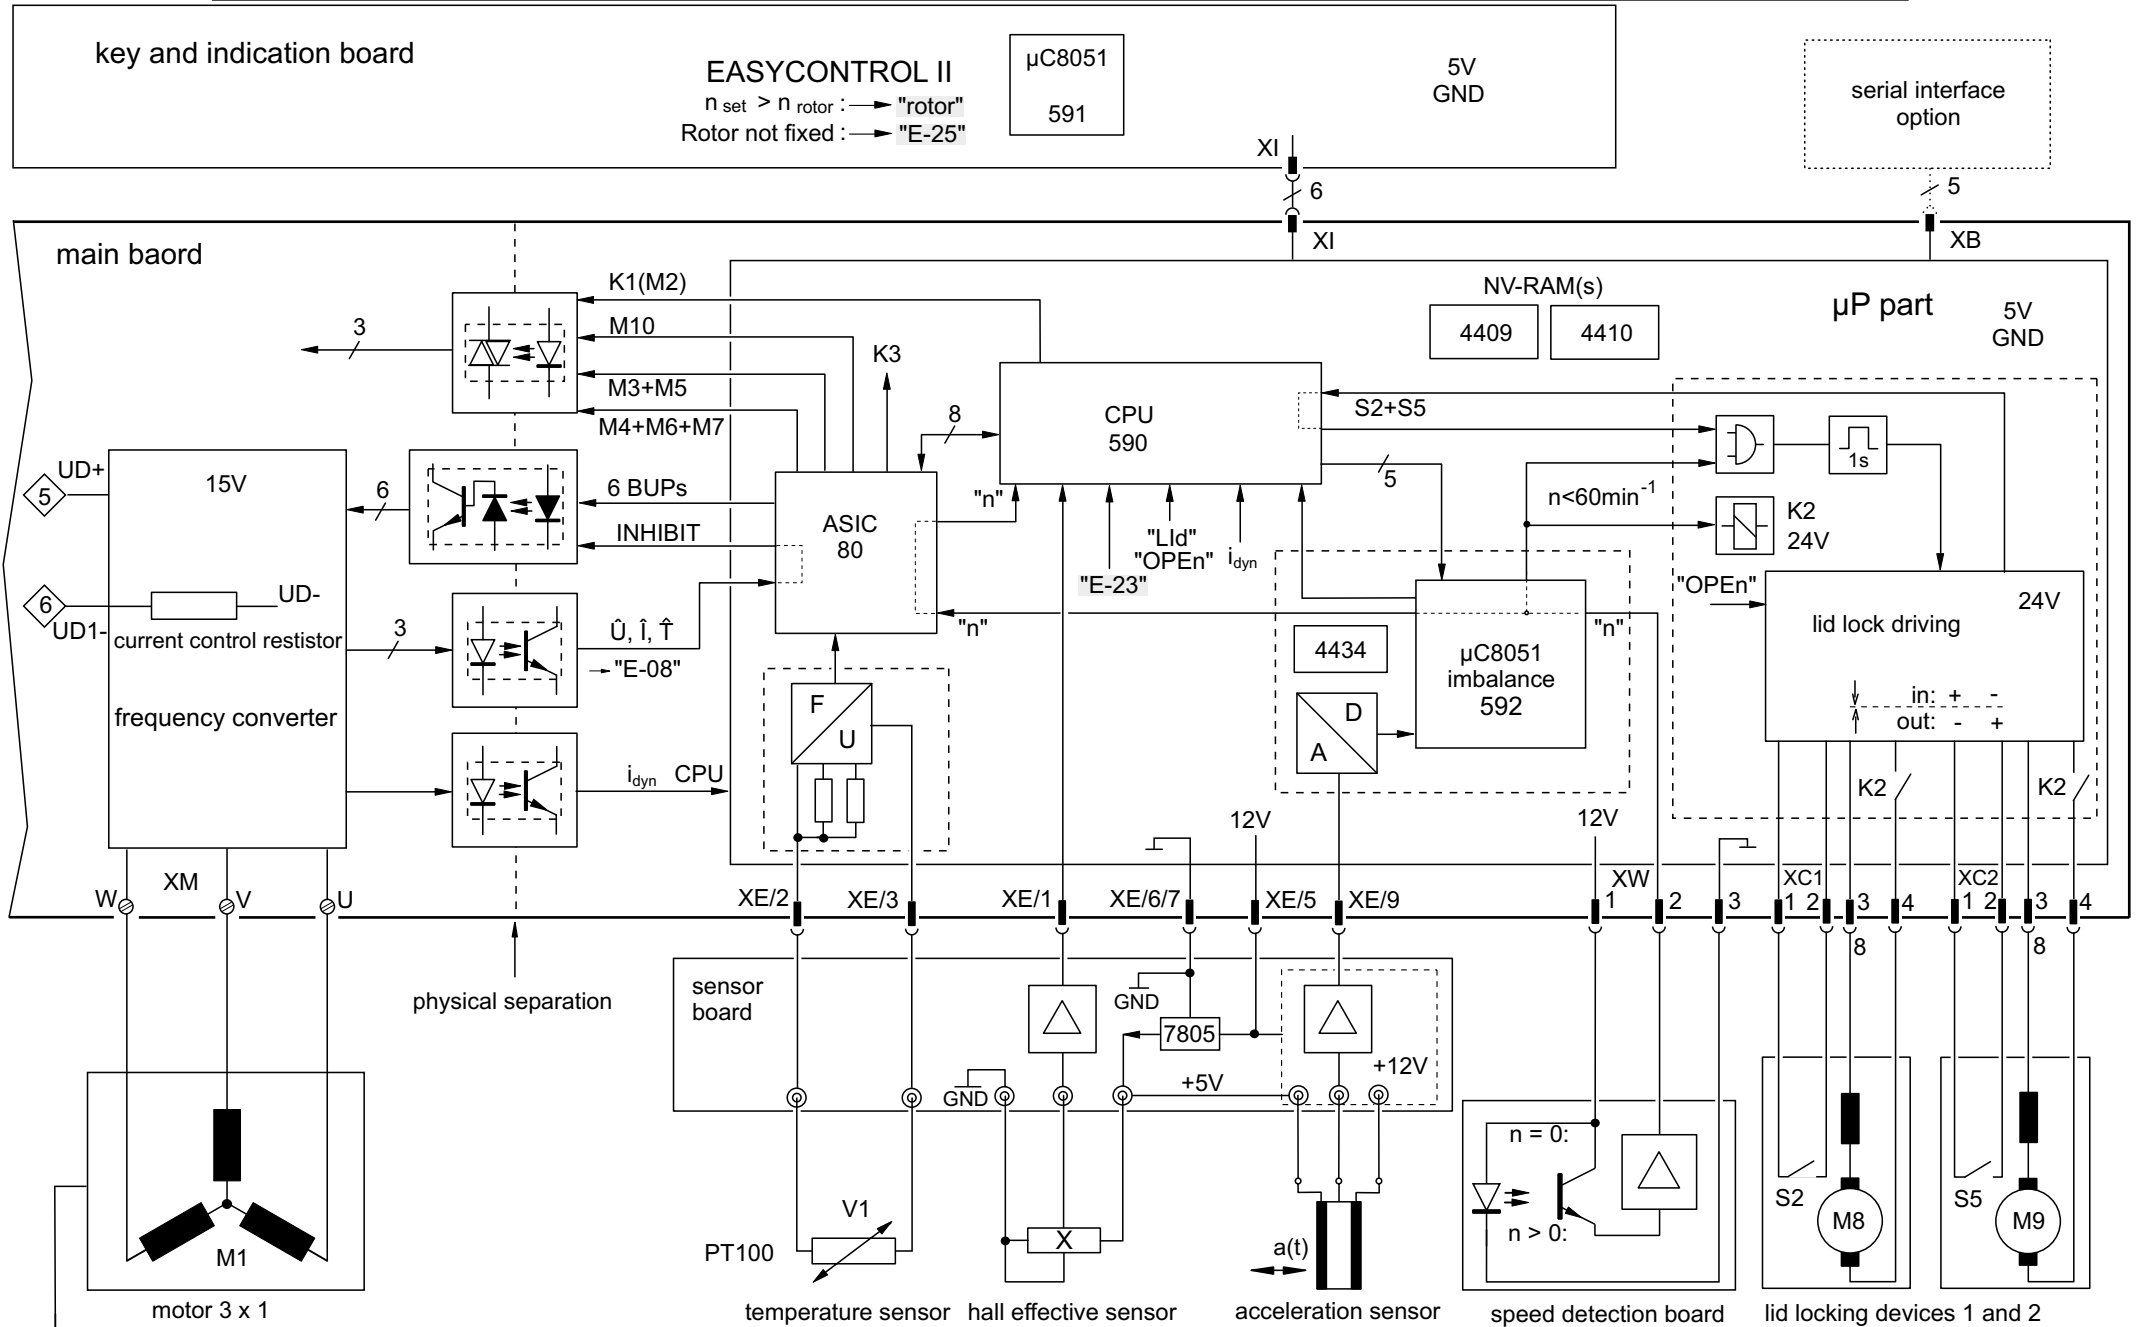 key and indication board
EASYCONTROL II
n set > n rotor : "rotor"
Rotor not fixed : "E-25"
µC8051
591
5V
GND
serial interface
option
XI
6
5
main baord
XI
XB
K1(M2)
NV-RAM(s)
4409
4410
µP part
5V
GND
3
M10
K3
M3+M5
M4+M6+M7
8
CPU
590
S2+S5
5
1s
UD+
5
15V
6
6 BUPs
INHIBIT
ASIC
80
"n"
"LId"
"OPEn"
idyn
"E-23"
n<60min-1
K2
24V
6
UD1-
UD-
current control restistor
frequency converter
3
Û, Î, T̂
"E-08"
"n"
4434
µC8051
imbalance
592
"n"
"OPEn"
24V
lid lock driving
in: + -
out: - +
F
U
D
A
idyn CPU
K2
K2
12V
12V
W
XM
V
U
XE/2
XE/3
XE/1
XE/6/7
XE/5
XE/9
XW
1
2
3
XC1
1
2
3
4
XC2
1
2
3
4
8
8
physical separation
sensor
board
GND
7805
+12V
GND
+5V
M1
V1
PT100
X
a(t)
n = 0:
n > 0:
S2
M8
S5
M9
motor 3 x 1
temperature sensor
hall effective sensor
acceleration sensor
speed detection board
lid locking devices 1 and 2